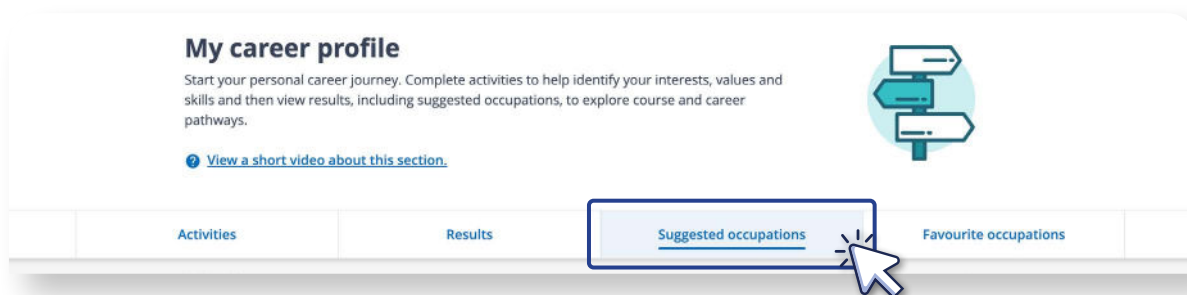 My career profile
Start your personal career journey. Complete activities to help identify your interests, values and
skills and then view results, including suggested occupations, to explore course and career
pathways.
View a short video about this section.
Activities Results Suggested occupations Favourite occupations